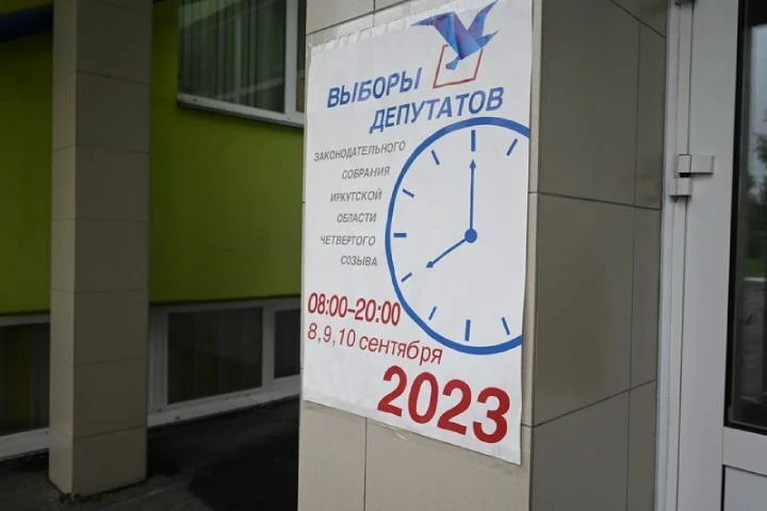 ВЫБОРЫ
ДЕПУТАТОВ
ЗАКОНОДАТЕЛЬНОГО
СОБРАНИЯ
ИРКУТСКОЙ
ОБЛАСТИ
ЧЕТВЕРТОГО
СОЗЫВА
08:00-20:00
8,9,10 сентября
2023